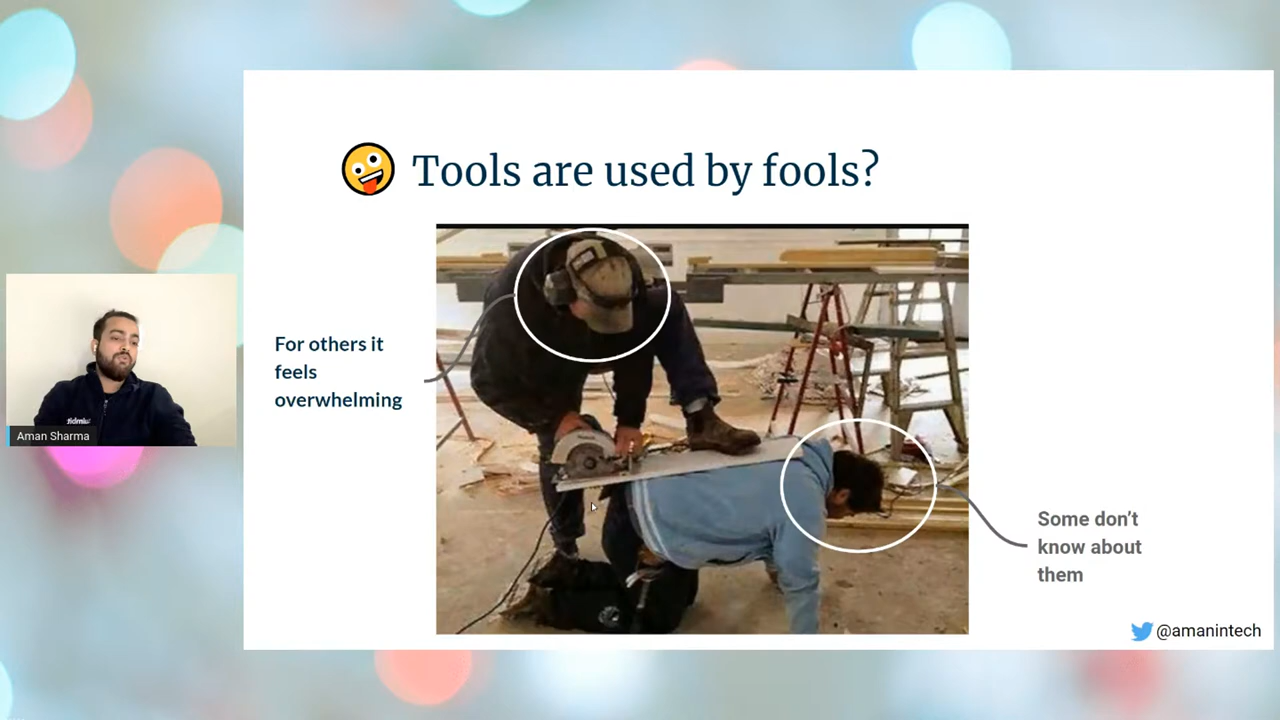 Tools are used by fools?
For others it
feels
overwhelming
Aman Sharma
Some don’t
know about
them
@amanintech